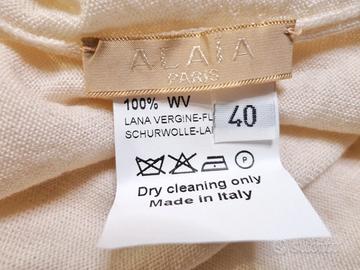 ALAÏA
PARIS
100% WV
LANA VERGINE-FL
40
SCHURWOLLE-LA
P
Dry cleaning only
Made in Italy